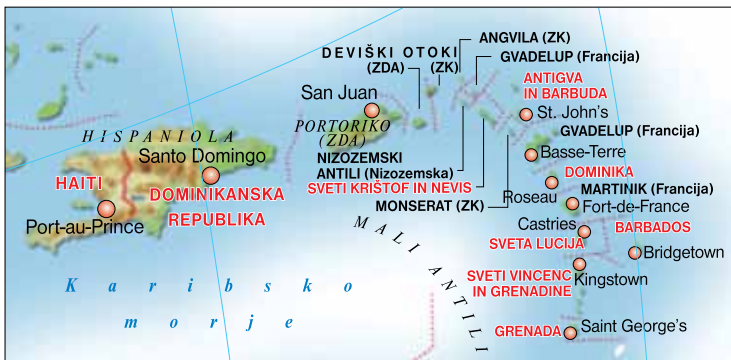 ANGVILA (ZK)
DEVIŠKI OTOKI
(ZDA)
(ZK)
GVADELUP (Francija)
ANTIGVA
IN BARBUDA
San Juan
St. John's
HISPANIOLA
PORTORIKO
(ZDA)
GVADELUP (Francija)
Santo Domingo
NIZOZEMSKI
ANTILI (Nizozemska)
Basse-Terre
HAITI
DOMINIKANSKA
REPUBLIKA
SVETI KRIŠTOF IN NEVIS
DOMINIKA
Roseau
MARTINIK (Francija)
MONSERAT (ZK)
Fort-de-France
Port-au-Prince
MALI ANTILI
Castries
BARBADOS
SVETA LUCIJA
Bridgetown
SVETI VINCENC
IN GRENADINE
Kingstown
Karibsko
morje
GRENADA
Saint George's